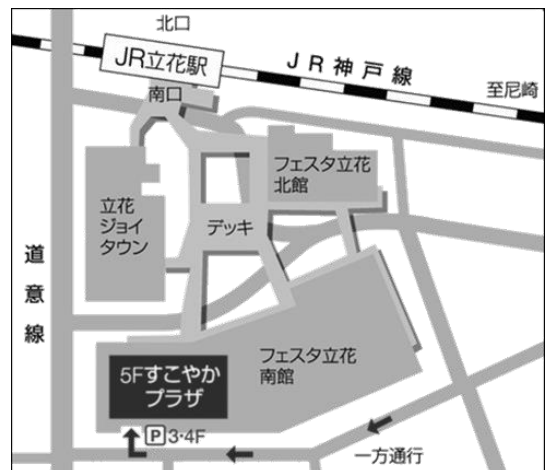 北口
JR立花駅
JR神戸線
南口
至尼崎
フェスタ立花
北館
立花
ジョイ
タウン
デッキ
道意線
フェスタ立花
南館
5Fすこやか
プラザ
P 3・4F
一方通行